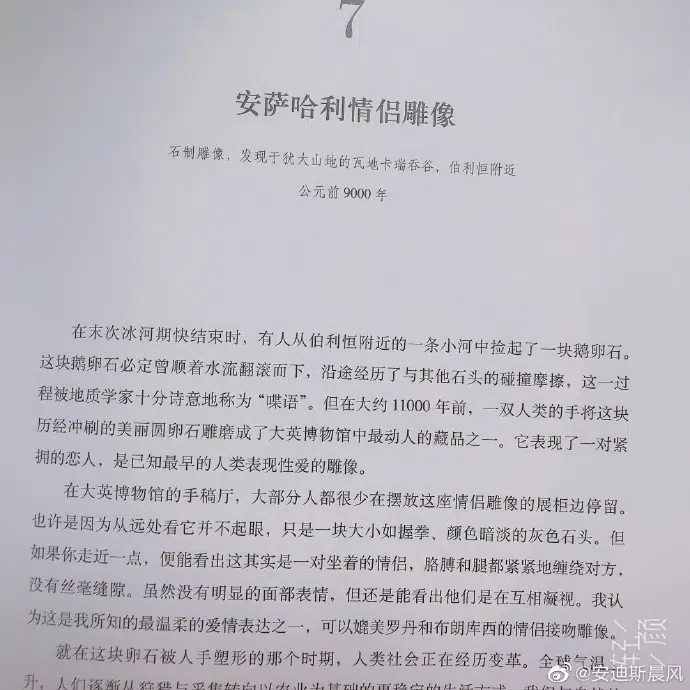 7
安萨哈利情侣雕像
石制雕像，发现于犹大山地的瓦地卡瑞吞谷，伯利恒附近
公元前 9000 年
在末次冰河期快结束时，有人从伯利恒附近的一条小河中捡起了一块鹅卵石。
这块鹅卵石必定曾顺着水流翻滚而下，沿途经历了与其他石头的碰撞摩擦，这一过
程被地质学家十分诗意地称为“喋语”。但在大约 11000 年前，一双人类的手将这块
历经冲刷的美丽圆卵石雕磨成了大英博物馆中最动人的藏品之一。它表现了一对紧
拥的恋人，是已知最早的人类表现性爱的雕像。
在大英博物馆的手稿厅，大部分人都很少在摆放这座情侣雕像的展柜边停留。
也许是因为从远处看它并不起眼，只是一块大小如握拳、颜色暗淡的灰色石头。但
如果你走近一点，便能看出这其实是一对坐着的情侣，胳膊和腿都紧紧地缠绕对方，
没有丝毫缝隙。虽然没有明显的面部表情，但还是能看出他们是在互相凝视。我认
为这是我所知的最温柔的爱情表达之一，可以媲美罗丹和布朗库西的情侣接吻雕像。
就在这块卵石被人手塑形的那个时期，人类社会正在经历变革。全球气温
升，人们逐渐从狩猎与采集转向以农业为基础的更稳定的生活方式
@安迪斯晨风